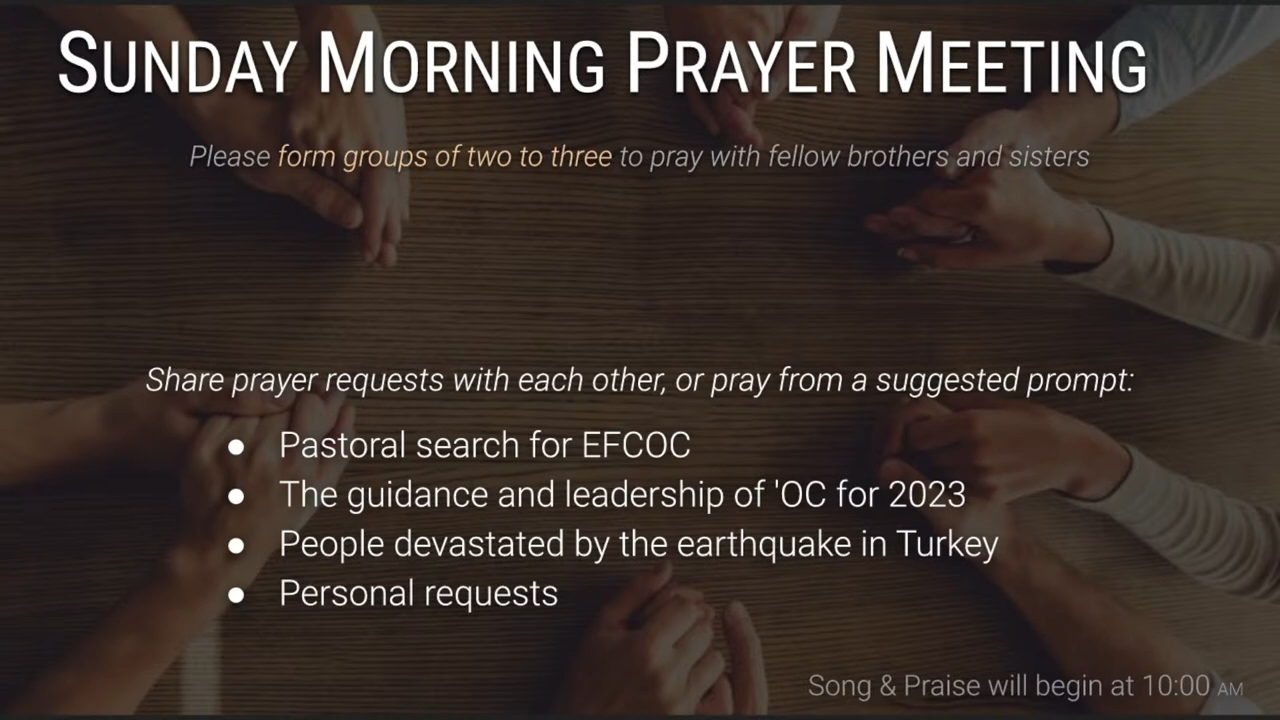 SUNDAY MORNING PRAYER MEETING
Please form groups of two to three to pray with fellow brothers and sisters
Share prayer requests with each other, or pray from a suggested prompt:
● Pastoral search for EFCOC
● The guidance and leadership of 'OC for 2023
● People devastated by the earthquake in Turkey
● Personal requests
Song & Praise will begin at 10:00 AM